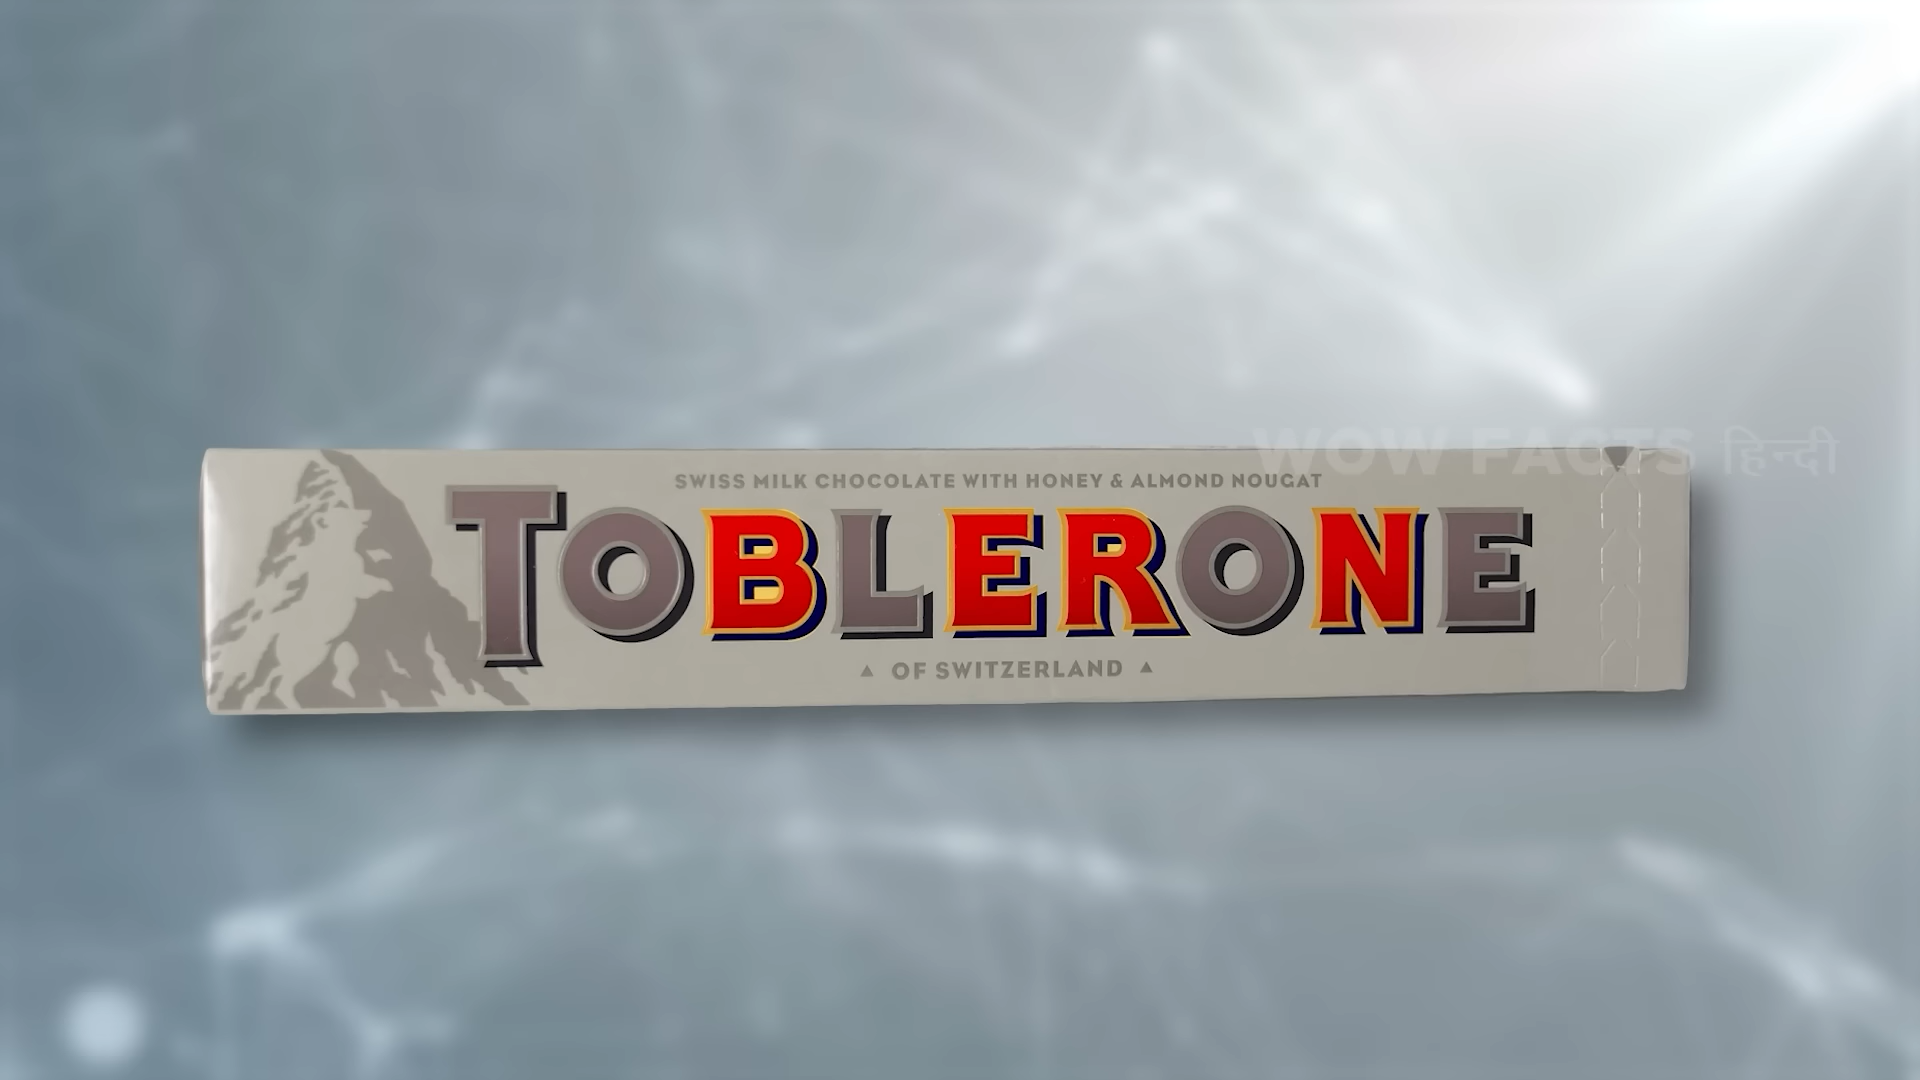 WOW FACTS हिन्दी
SWISS MILK CHOCOLATE WITH HONEY & ALMOND NOUGAT
TOBLERONE
OF SWITZERLAND